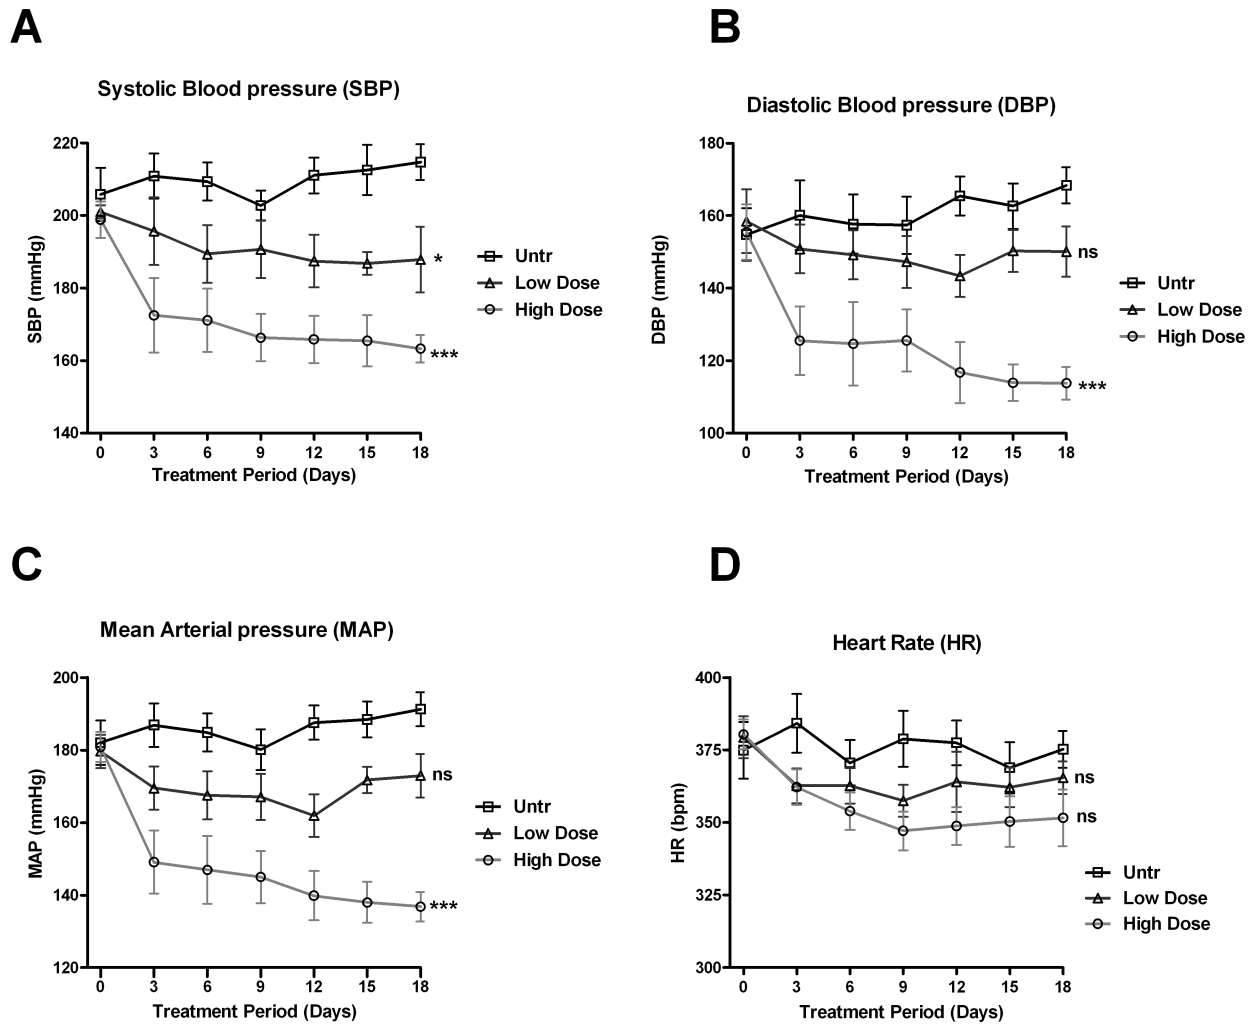 A
Systolic Blood pressure (SBP)
220
200
180
160
140
SBP (mmHg)
0 3 6 9 12 15 18
Treatment Period (Days)
*
***
Untr
Low Dose
High Dose
B
Diastolic Blood pressure (DBP)
180
160
140
120
100
DBP (mmHg)
0 3 6 9 12 15 18
Treatment Period (Days)
ns
***
Untr
Low Dose
High Dose
C
Mean Arterial pressure (MAP)
200
180
160
140
120
MAP (mmHg)
0 3 6 9 12 15 18
Treatment Period (Days)
ns
***
Untr
Low Dose
High Dose
D
Heart Rate (HR)
400
375
350
325
300
HR (bpm)
0 3 6 9 12 15 18
Treatment Period (Days)
ns
ns
Untr
Low Dose
High Dose